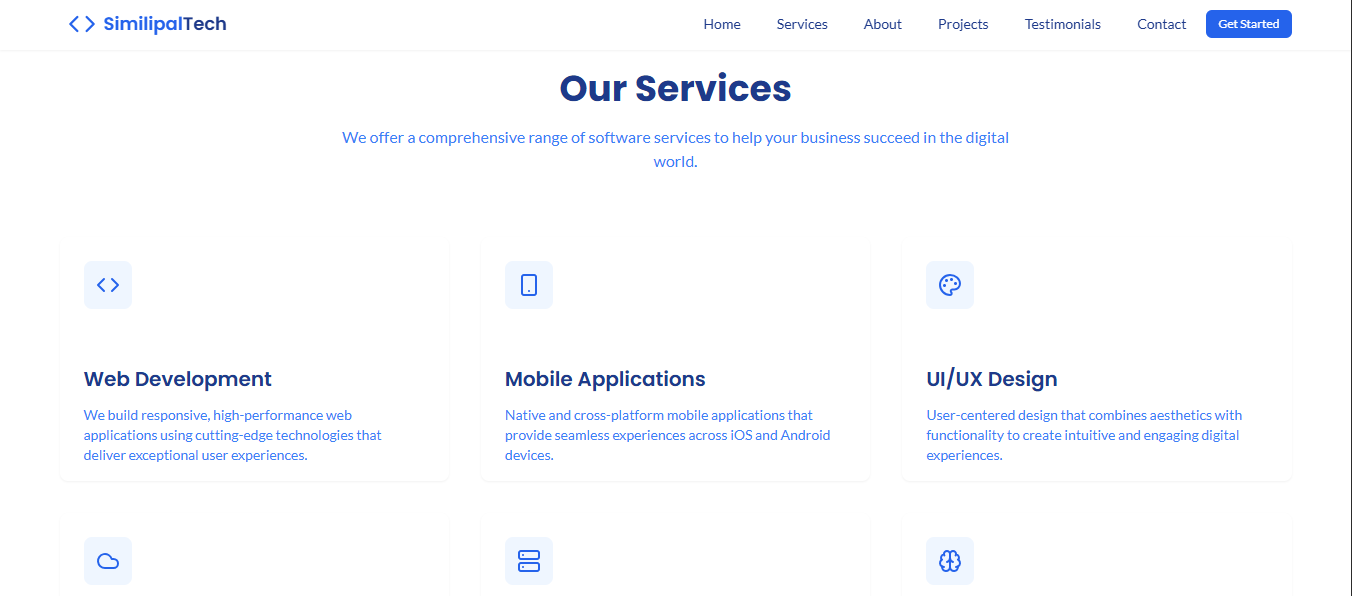 SimilipalTech
Home
Services
About
Projects
Testimonials
Contact
Get Started
Our Services
We offer a comprehensive range of software services to help your business succeed in the digital
world.
Web Development
We build responsive, high-performance web
applications using cutting-edge technologies that
deliver exceptional user experiences.
Mobile Applications
Native and cross-platform mobile applications that
provide seamless experiences across iOS and Android
devices.
UI/UX Design
User-centered design that combines aesthetics with
functionality to create intuitive and engaging digital
experiences.